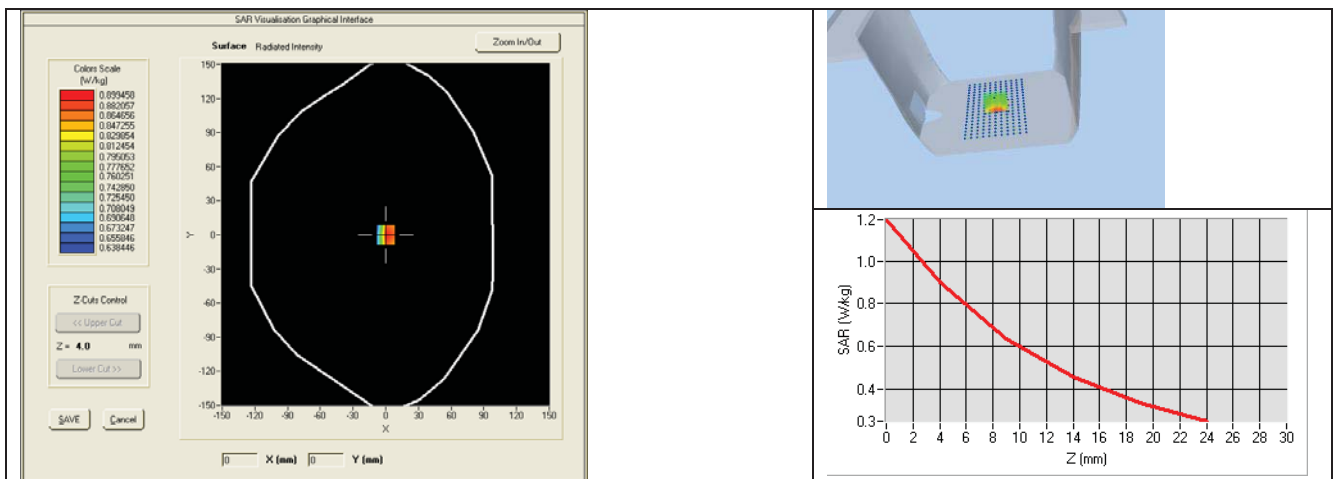 SAR Visualisation Graphical Interface
Surface Radiated Intensity
Zoom In/Out
Colors Scale
(W/kg)
0.899458
0.882057
0.864656
0.847255
0.829854
0.812454
0.795053
0.777652
0.760251
0.742850
0.725450
0.708049
0.690648
0.673247
0.655846
0.638446
Z-Cuts Control
<< Upper Cut
Z = 4.0 mm
Lower Cut >>
SAVE Cancel
150-
120-
90-
60-
30-
0-
-30-
-60-
-90-
-120-
-150-
Y
-150 -120 -90 -60 -30 0 30 60 90 120 150
X
0 X (mm) 0 Y (mm)
1.2-
1.0-
0.8-
0.6-
0.4-
0.3-
SAR (W/kg)
0 2 4 6 8 10 12 14 16 18 20 22 24 26 28 30
Z (mm)